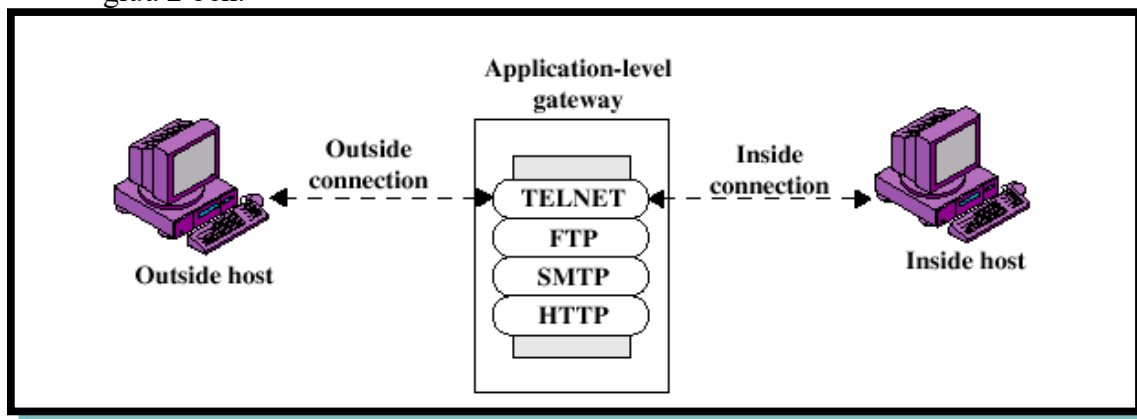 Application-level
gateway
Outside
connection
Inside
connection
TELNET
FTP
SMTP
HTTP
Outside host
Inside host